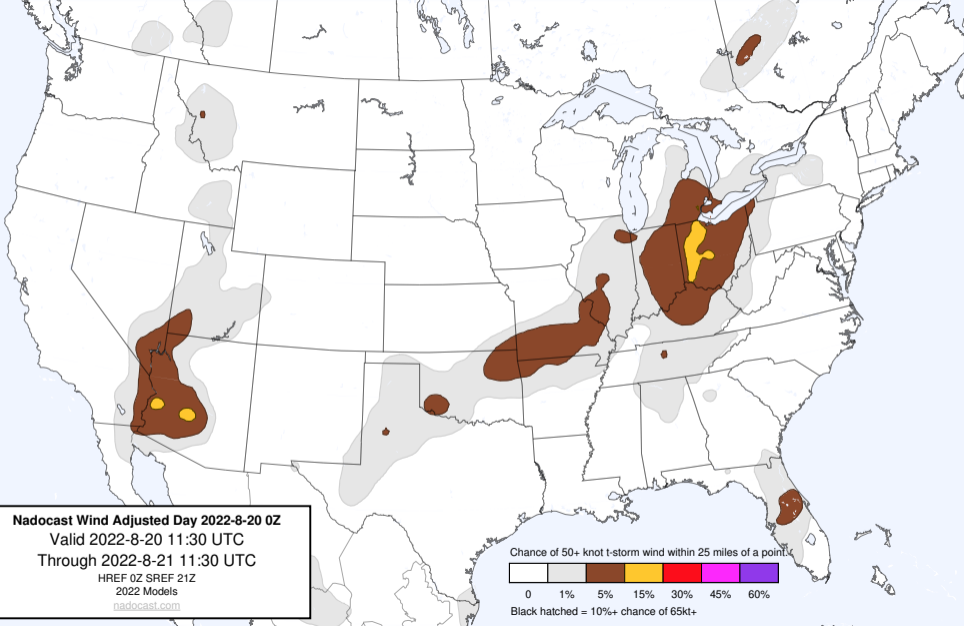 Nadocast Wind Adjusted Day 2022-8-20 0Z
Valid 2022-8-20 11:30 UTC
Through 2022-8-21 11:30 UTC
HREF 0Z SREF 21Z
2022 Models
nadocast.com
Chance of 50+ knot t-storm wind within 25 miles of a point.
0 1% 5% 15% 30% 45% 60%
Black hatched = 10%+ chance of 65kt+